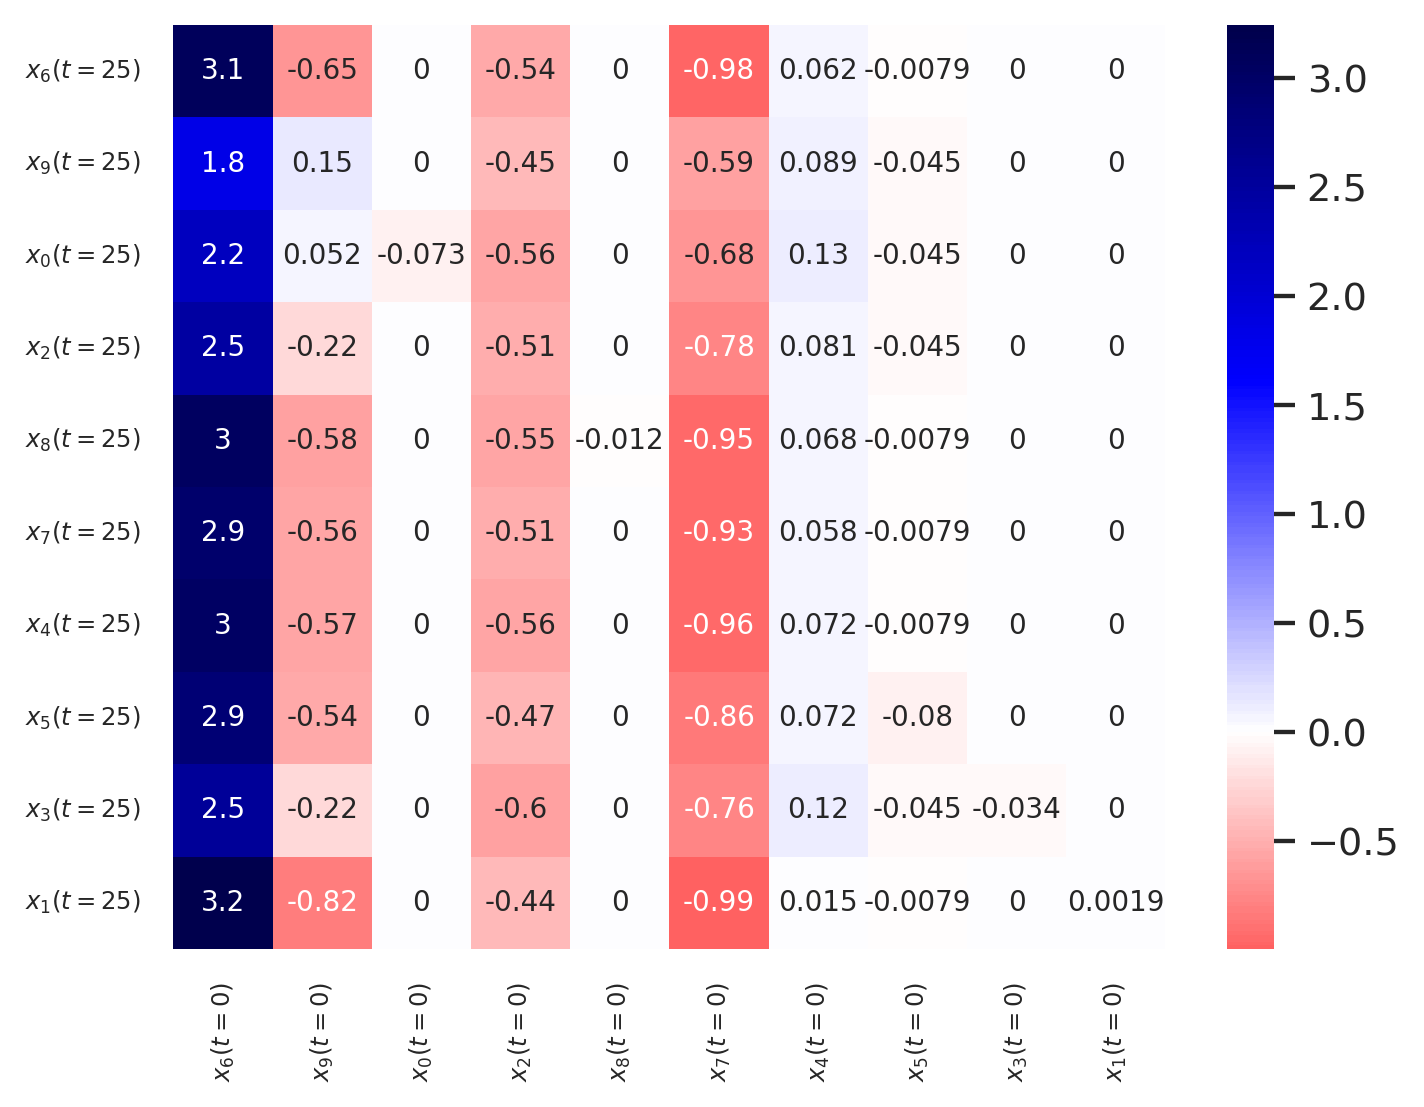 x₆(t = 25) 3.1 -0.65 0 -0.54 0 -0.98 0.062 -0.0079 0 0
x₉(t = 25) 1.8 0.15 0 -0.45 0 -0.59 0.089 -0.045 0 0
x₀(t = 25) 2.2 0.052 -0.073 -0.56 0 -0.68 0.13 -0.045 0 0
x₂(t = 25) 2.5 -0.22 0 -0.51 0 -0.78 0.081 -0.045 0 0
x₈(t = 25) 3 -0.58 0 -0.55 -0.012 -0.95 0.068 -0.0079 0 0
x₇(t = 25) 2.9 -0.56 0 -0.51 0 -0.93 0.058 -0.0079 0 0
x₄(t = 25) 3 -0.57 0 -0.56 0 -0.96 0.072 -0.0079 0 0
x₅(t = 25) 2.9 -0.54 0 -0.47 0 -0.86 0.072 -0.08 0 0
x₃(t = 25) 2.5 -0.22 0 -0.6 0 -0.76 0.12 -0.045 -0.034 0
x₁(t = 25) 3.2 -0.82 0 -0.44 0 -0.99 0.015 -0.0079 0 0.0019
x₆(t = 0)
x₉(t = 0)
x₀(t = 0)
x₂(t = 0)
x₈(t = 0)
x₇(t = 0)
x₄(t = 0)
x₅(t = 0)
x₃(t = 0)
x₁(t = 0)
3.0
2.5
2.0
1.5
1.0
0.5
0.0
−0.5